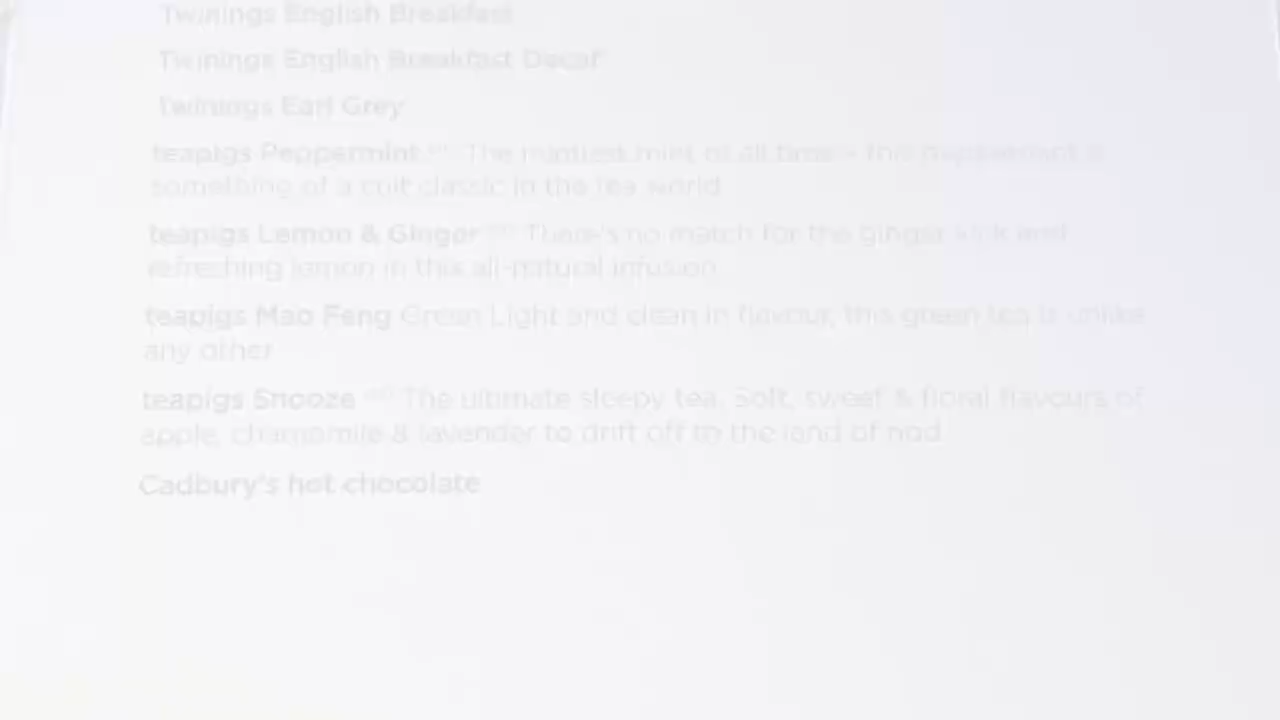 Twinings English Breakfast
Twinings English Breakfast Decaf
Twinings Earl Grey
teapigs Peppermint The mintiest mint of all time – this peppermint is
something of a cult classic in the tea world
teapigs Lemon & Ginger There's no match for the ginger kick and
refreshing lemon in this all-natural infusion
teapigs Mao Feng Green Light and clean in flavour, this green tea is unlike
any other
teapigs Snooze The ultimate sleepy tea. Soft, sweet & floral flavours of
apple, chamomile & lavender to drift off to the land of nod
Cadbury's hot chocolate